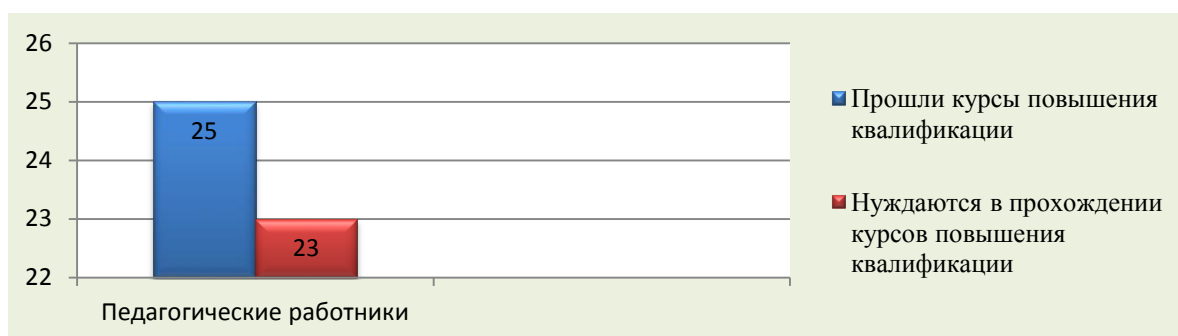 26
25
24
23
22
25
23
Педагогические работники
Прошли курсы повышения
квалификации
Нуждаются в прохождении
курсов повышения
квалификации